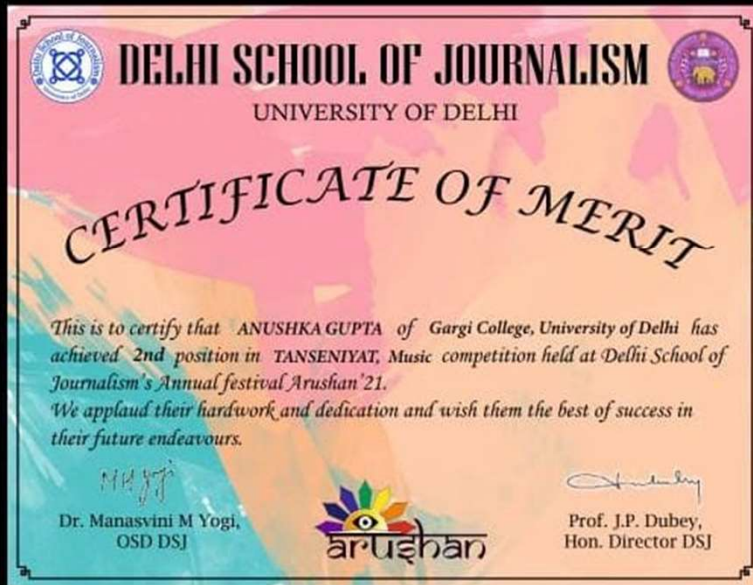 DELHI SCHOOL OF JOURNALISM
UNIVERSITY OF DELHI
CERTIFICATE OF MERIT
This is to certify that ANUSHKA GUPTA of Gargi College, University of Delhi has
achieved 2nd position in TANSENIYAT, Music competition held at Delhi School of
Journalism's Annual festival Arushan'21.
We applaud their hardwork and dedication and wish them the best of success in
their future endeavours.
Dr. Manasvini M Yogi,
OSD DSJ
arushan
Prof. J.P. Dubey,
Hon. Director DSJ